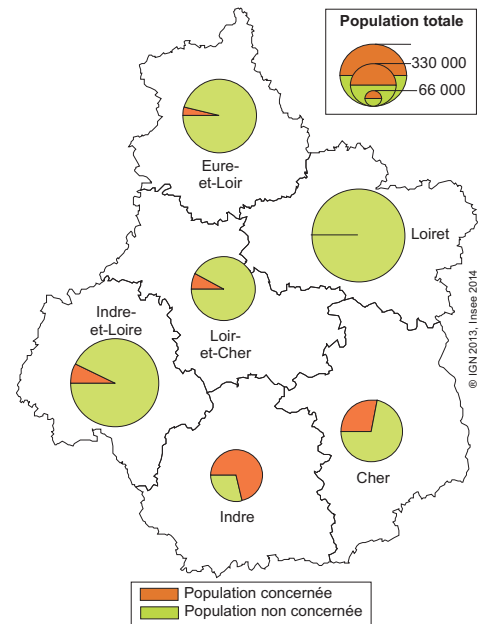 Population totale
330 000
66 000
Eure-
et-Loir
Loiret
Loir-
et-Cher
Indre-
et-Loire
Cher
Indre
® IGN 2013, Insee 2014
Population concernée
Population non concernée